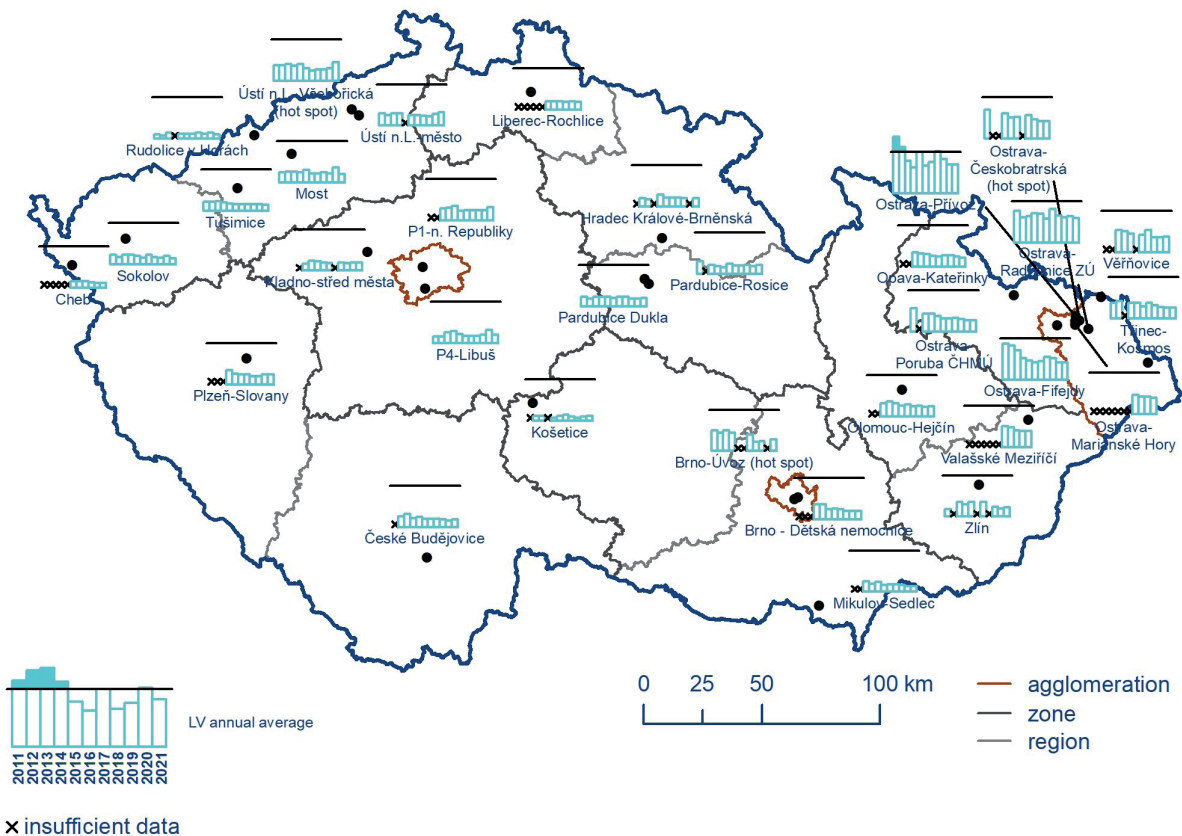 Ústí n.L.-Všebořická
(hot spot)
Ústí n.L.-město
Liberec-Rochlice
Rudolice v Horách
Most
Tušimice
Sokolov
Cheb
P1-n. Republiky
Kladno-střed města
P4-Libuš
Plzeň-Slovany
Hradec Králové-Brněnská
Pardubice-Rosice
Pardubice Dukla
Košetice
České Budějovice
Ostrava-
Českobratrská
(hot spot)
Ostrava-Přívoz
Ostrava-
Radvanice ZÚ
Věřňovice
Opava-Kateřinky
Ostrava
Poruba ČHMÚ
Třinec-
Kosmos
Ostrava-Fifejdy
Ostrava-
Mariánské Hory
Olomouc-Hejčín
Valašské Meziříčí
Brno-Úvoz (hot spot)
Brno - Dětská nemocnice
Zlín
Mikulov-Sedlec
LV annual average
2011
2012
2013
2014
2015
2016
2017
2018
2019
2020
2021
× insufficient data
0 25 50 100 km
agglomeration
zone
region